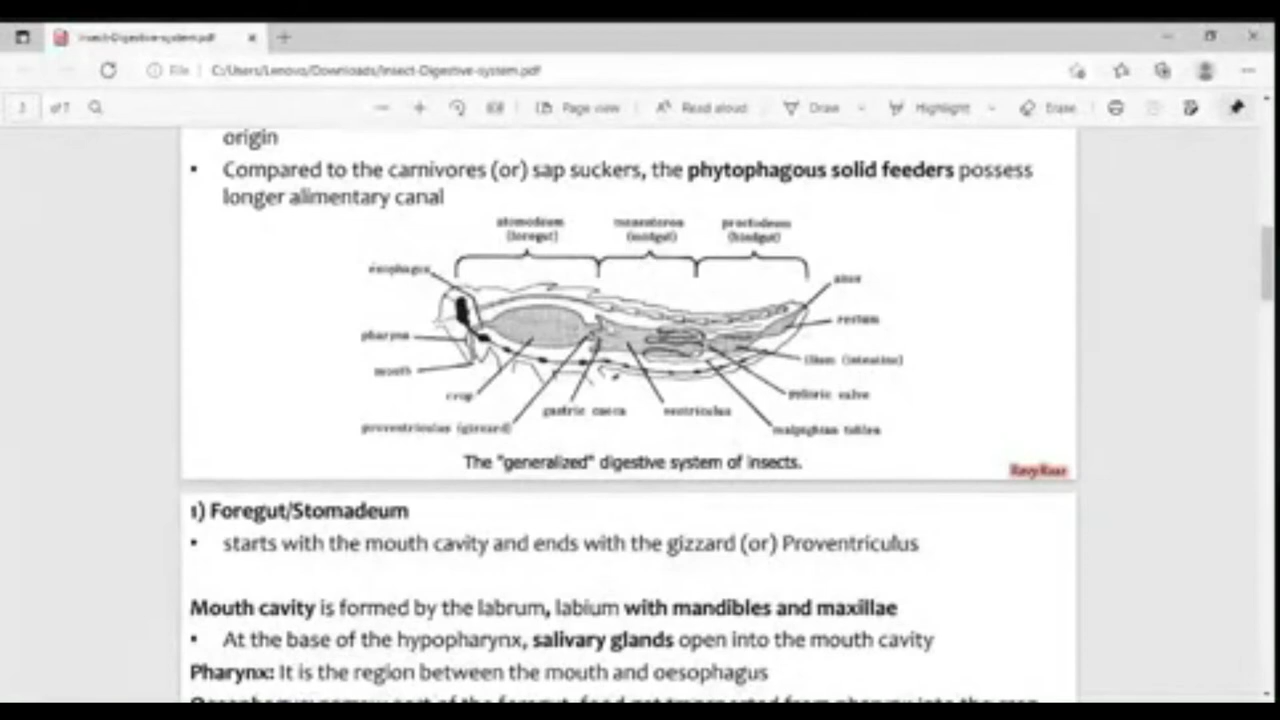 Insect-Digestive-system.pdf
File
C:/Users/Lenovo/Downloads/Insect-Digestive-system.pdf
1 of 7
Page view
Read aloud
Draw
Highlight
Erase
origin
• Compared to the carnivores (or) sap suckers, the phytophagous solid feeders possess
longer alimentary canal
stomodeum
(foregut)
mesenteron
(midgut)
proctodeum
(hindgut)
esophagus
anus
rectum
pharynx
ilium (intestine)
mouth
crop
pyloric valve
gastric caeca
ventriculus
proventriculus (gizzard)
malpighian tubles
The "generalized" digestive system of insects.
1) Foregut/Stomadeum
• starts with the mouth cavity and ends with the gizzard (or) Proventriculus
Mouth cavity is formed by the labrum, labium with mandibles and maxillae
• At the base of the hypopharynx, salivary glands open into the mouth cavity
Pharynx: It is the region between the mouth and oesophagus